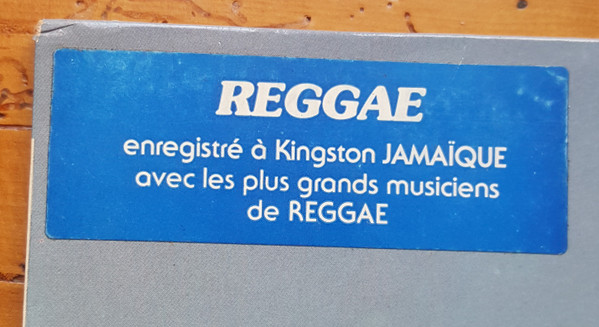 REGGAE
enregistré à Kingston JAMAÏQUE
avec les plus grands musiciens
de REGGAE